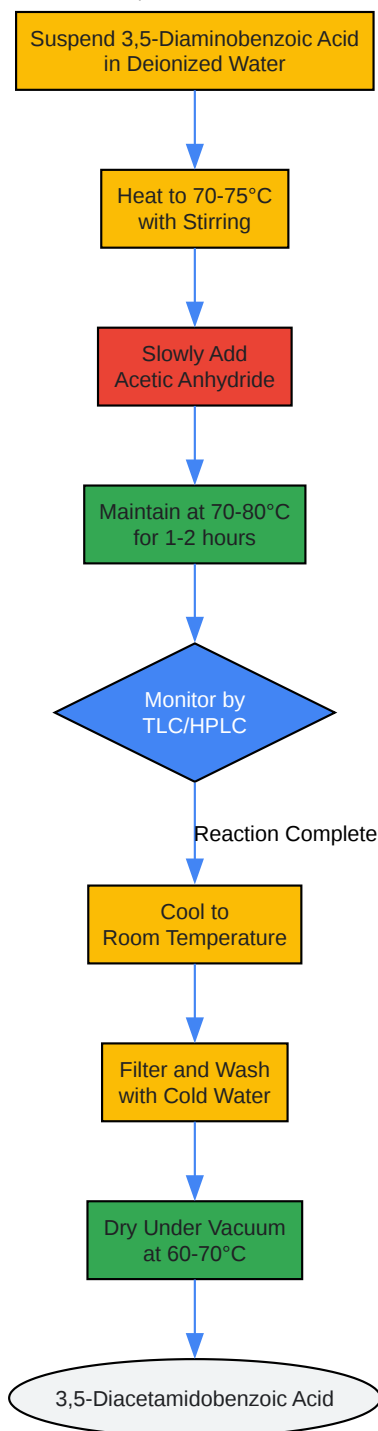 Suspend 3,5-Diaminobenzoic Acid
in Deionized Water
Heat to 70-75°C
with Stirring
Slowly Add
Acetic Anhydride
Maintain at 70-80°C
for 1-2 hours
Monitor by
TLC/HPLC
Reaction Complete
Cool to
Room Temperature
Filter and Wash
with Cold Water
Dry Under Vacuum
at 60-70°C
3,5-Diacetamidobenzoic Acid